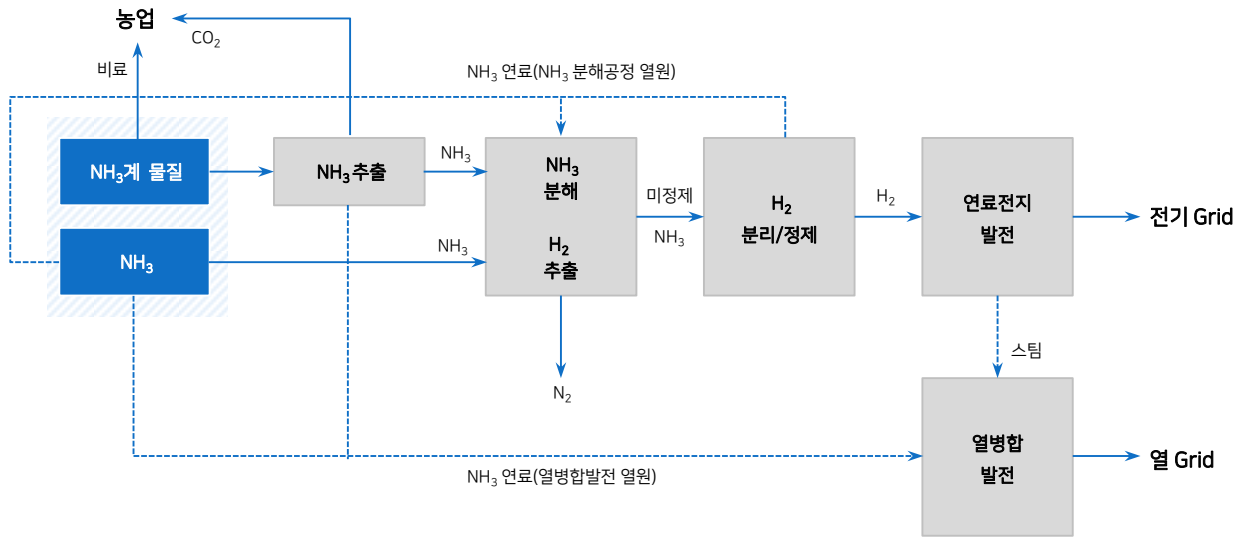 농업
CO₂
비료
NH₃ 연료(NH₃ 분해공정 열원)
NH₃계 물질
NH₃ 추출
NH₃
NH₃
분해
H₂
추출
미정제
NH₃
H₂
분리/정제
H₂
연료전지
발전
전기 Grid
NH₃
NH₃
스팀
N₂
열병합
발전
열 Grid
NH₃ 연료(열병합발전 열원)